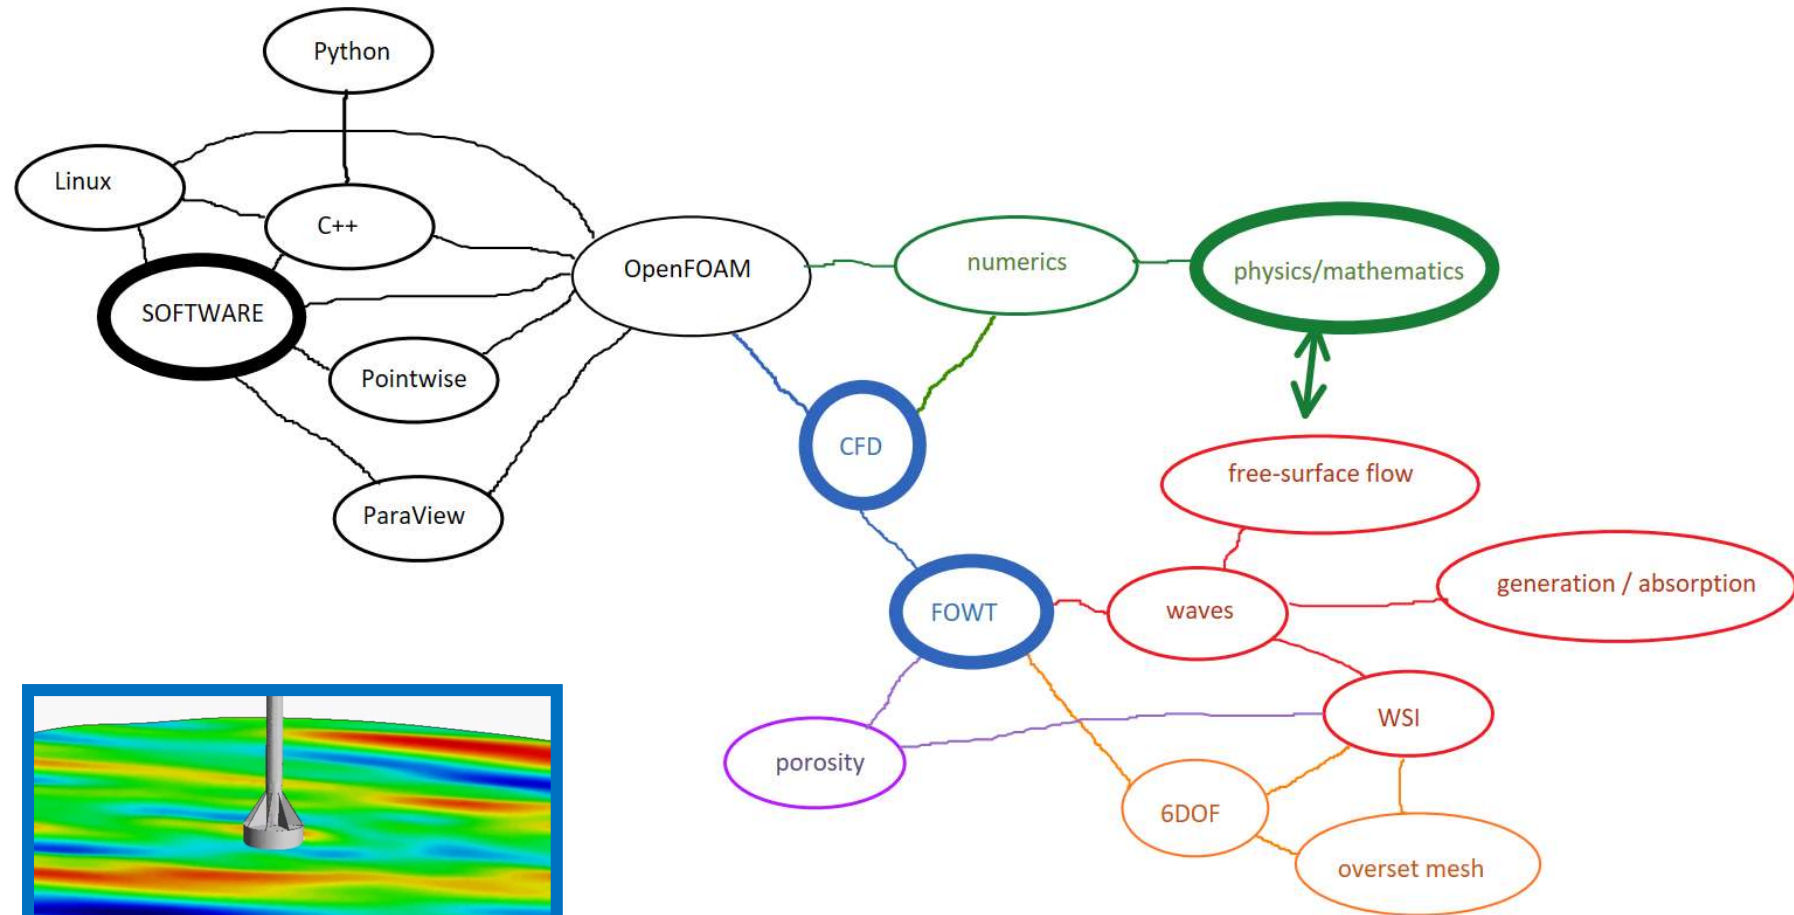 Python
Linux
C++
SOFTWARE
OpenFOAM
numerics
physics/mathematics
Pointwise
CFD
ParaView
free-surface flow
generation / absorption
FOWT
waves
WSI
porosity
6DOF
overset mesh